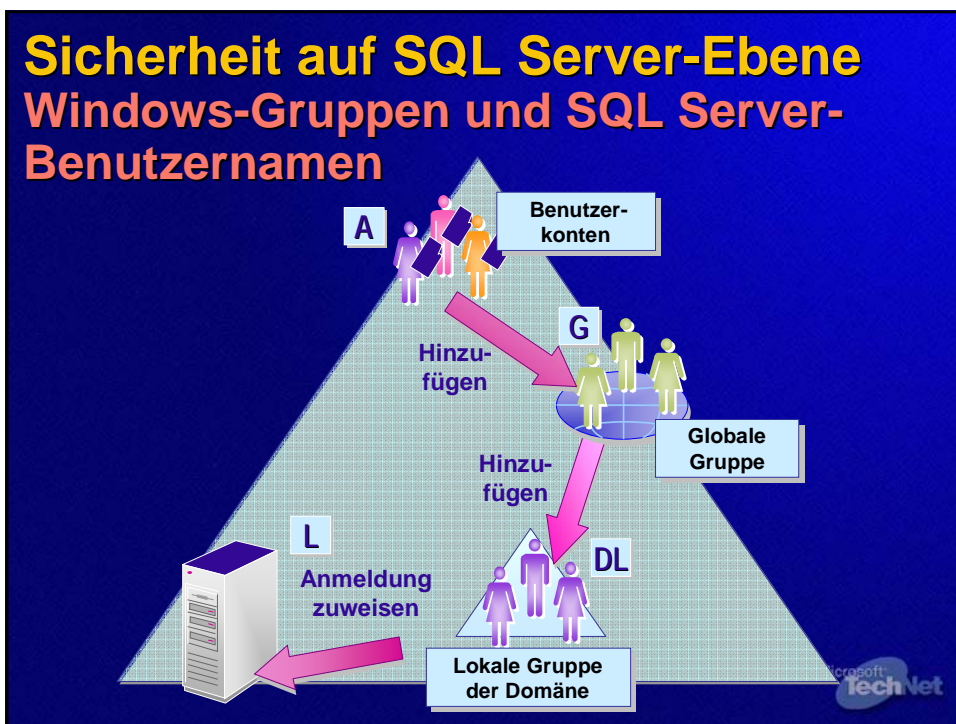 Sicherheit auf SQL Server-Ebene
Windows-Gruppen und SQL Server-
Benutzernamen
A
Benutzer-
konten
G
Hinzu-
fügen
Globale
Gruppe
Hinzu-
fügen
L
DL
Anmeldung
zuweisen
Lokale Gruppe
der Domäne
Microsoft
TechNet